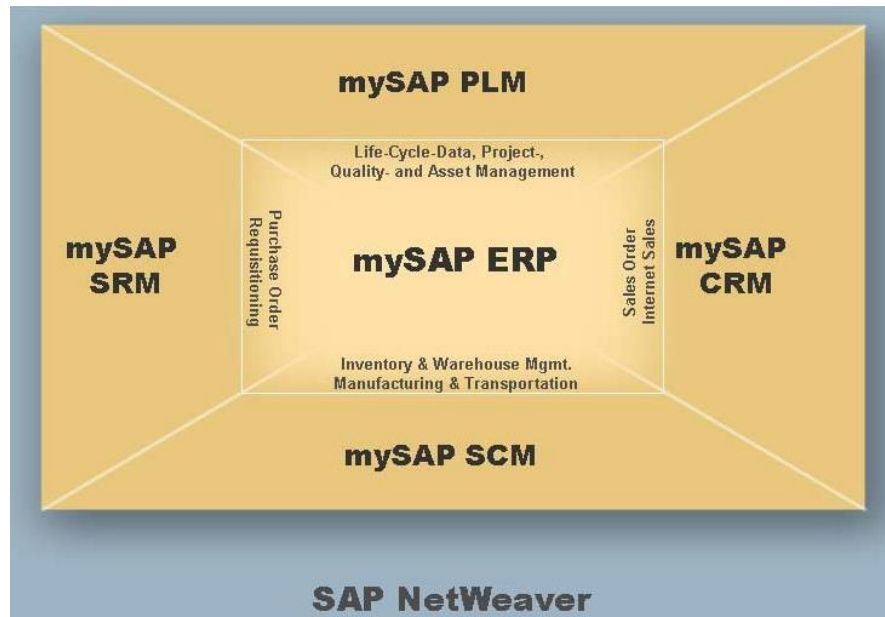 mySAP PLM
Life-Cycle-Data, Project-,
Quality- and Asset Management
mySAP
SRM
Purchase Order
Requisitioning
mySAP ERP
Sales Order
Internet Sales
mySAP
CRM
Inventory & Warehouse Mgmt.
Manufacturing & Transportation
mySAP SCM
SAP NetWeaver